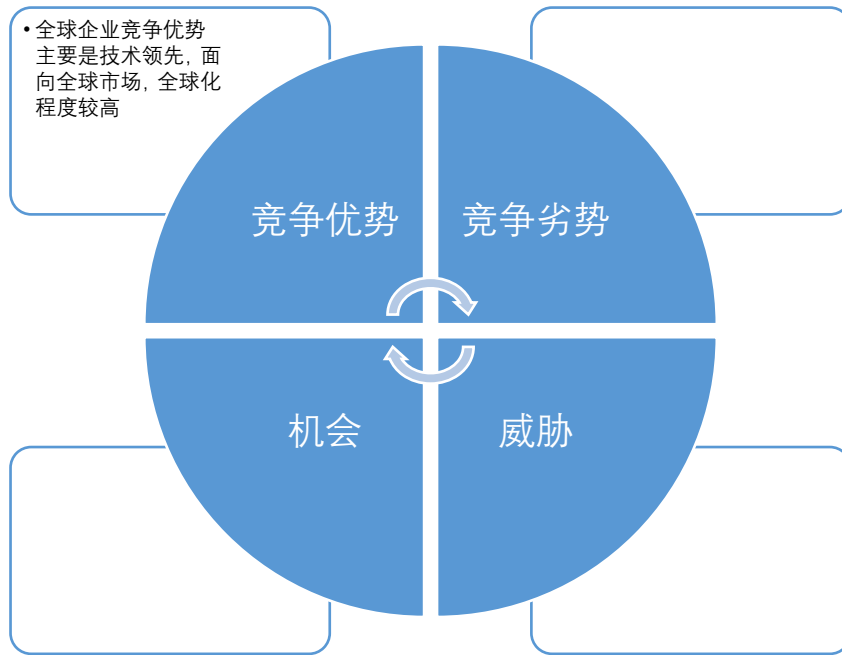 • 全球企业竞争优势
主要是技术领先，面
向全球市场，全球化
程度较高
竞争优势
竞争劣势
机会
威胁